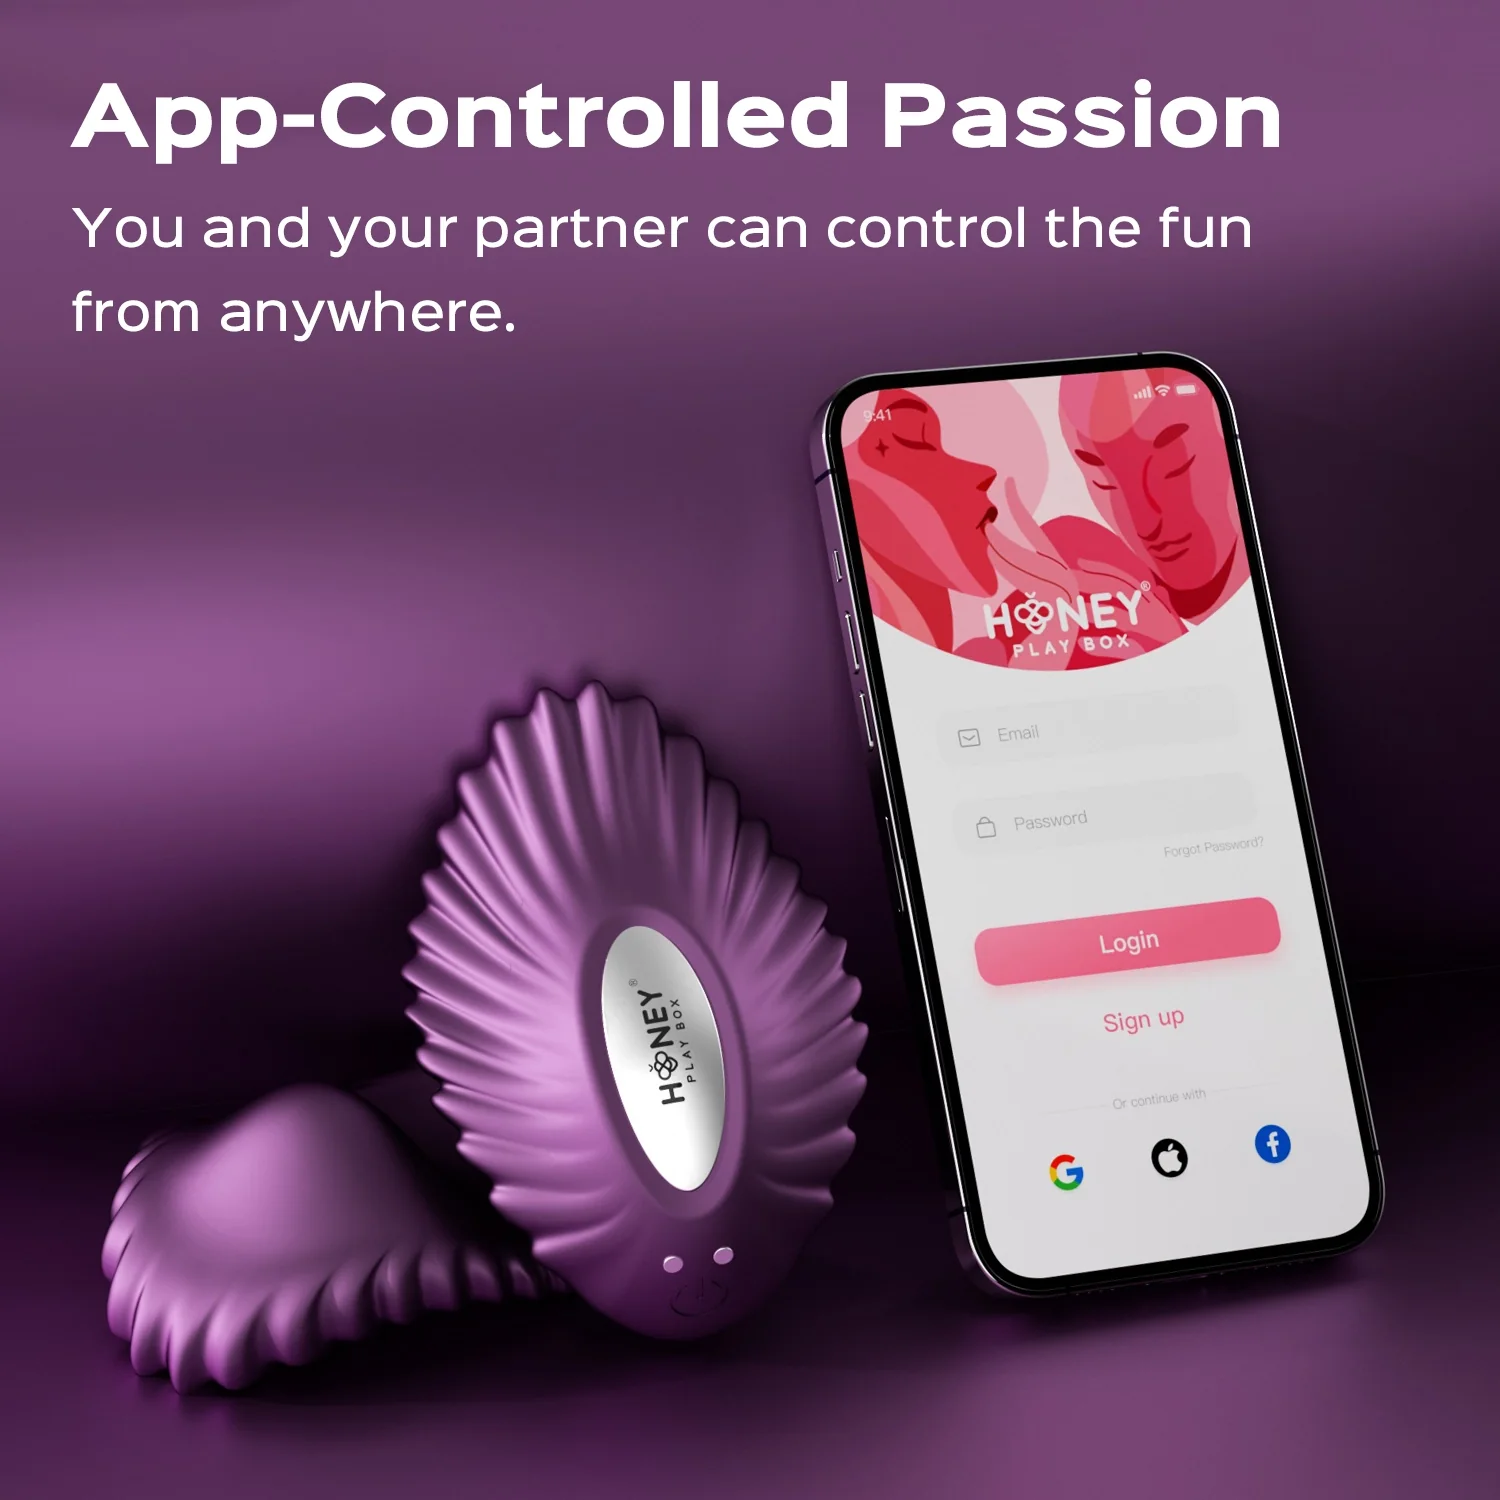 App-Controlled Passion
You and your partner can control the fun
from anywhere.
9:41
HONEY®
PLAY BOX
Email
Password
Forgot Password?
Login
Sign up
Or continue with
HONEY®
PLAY BOX